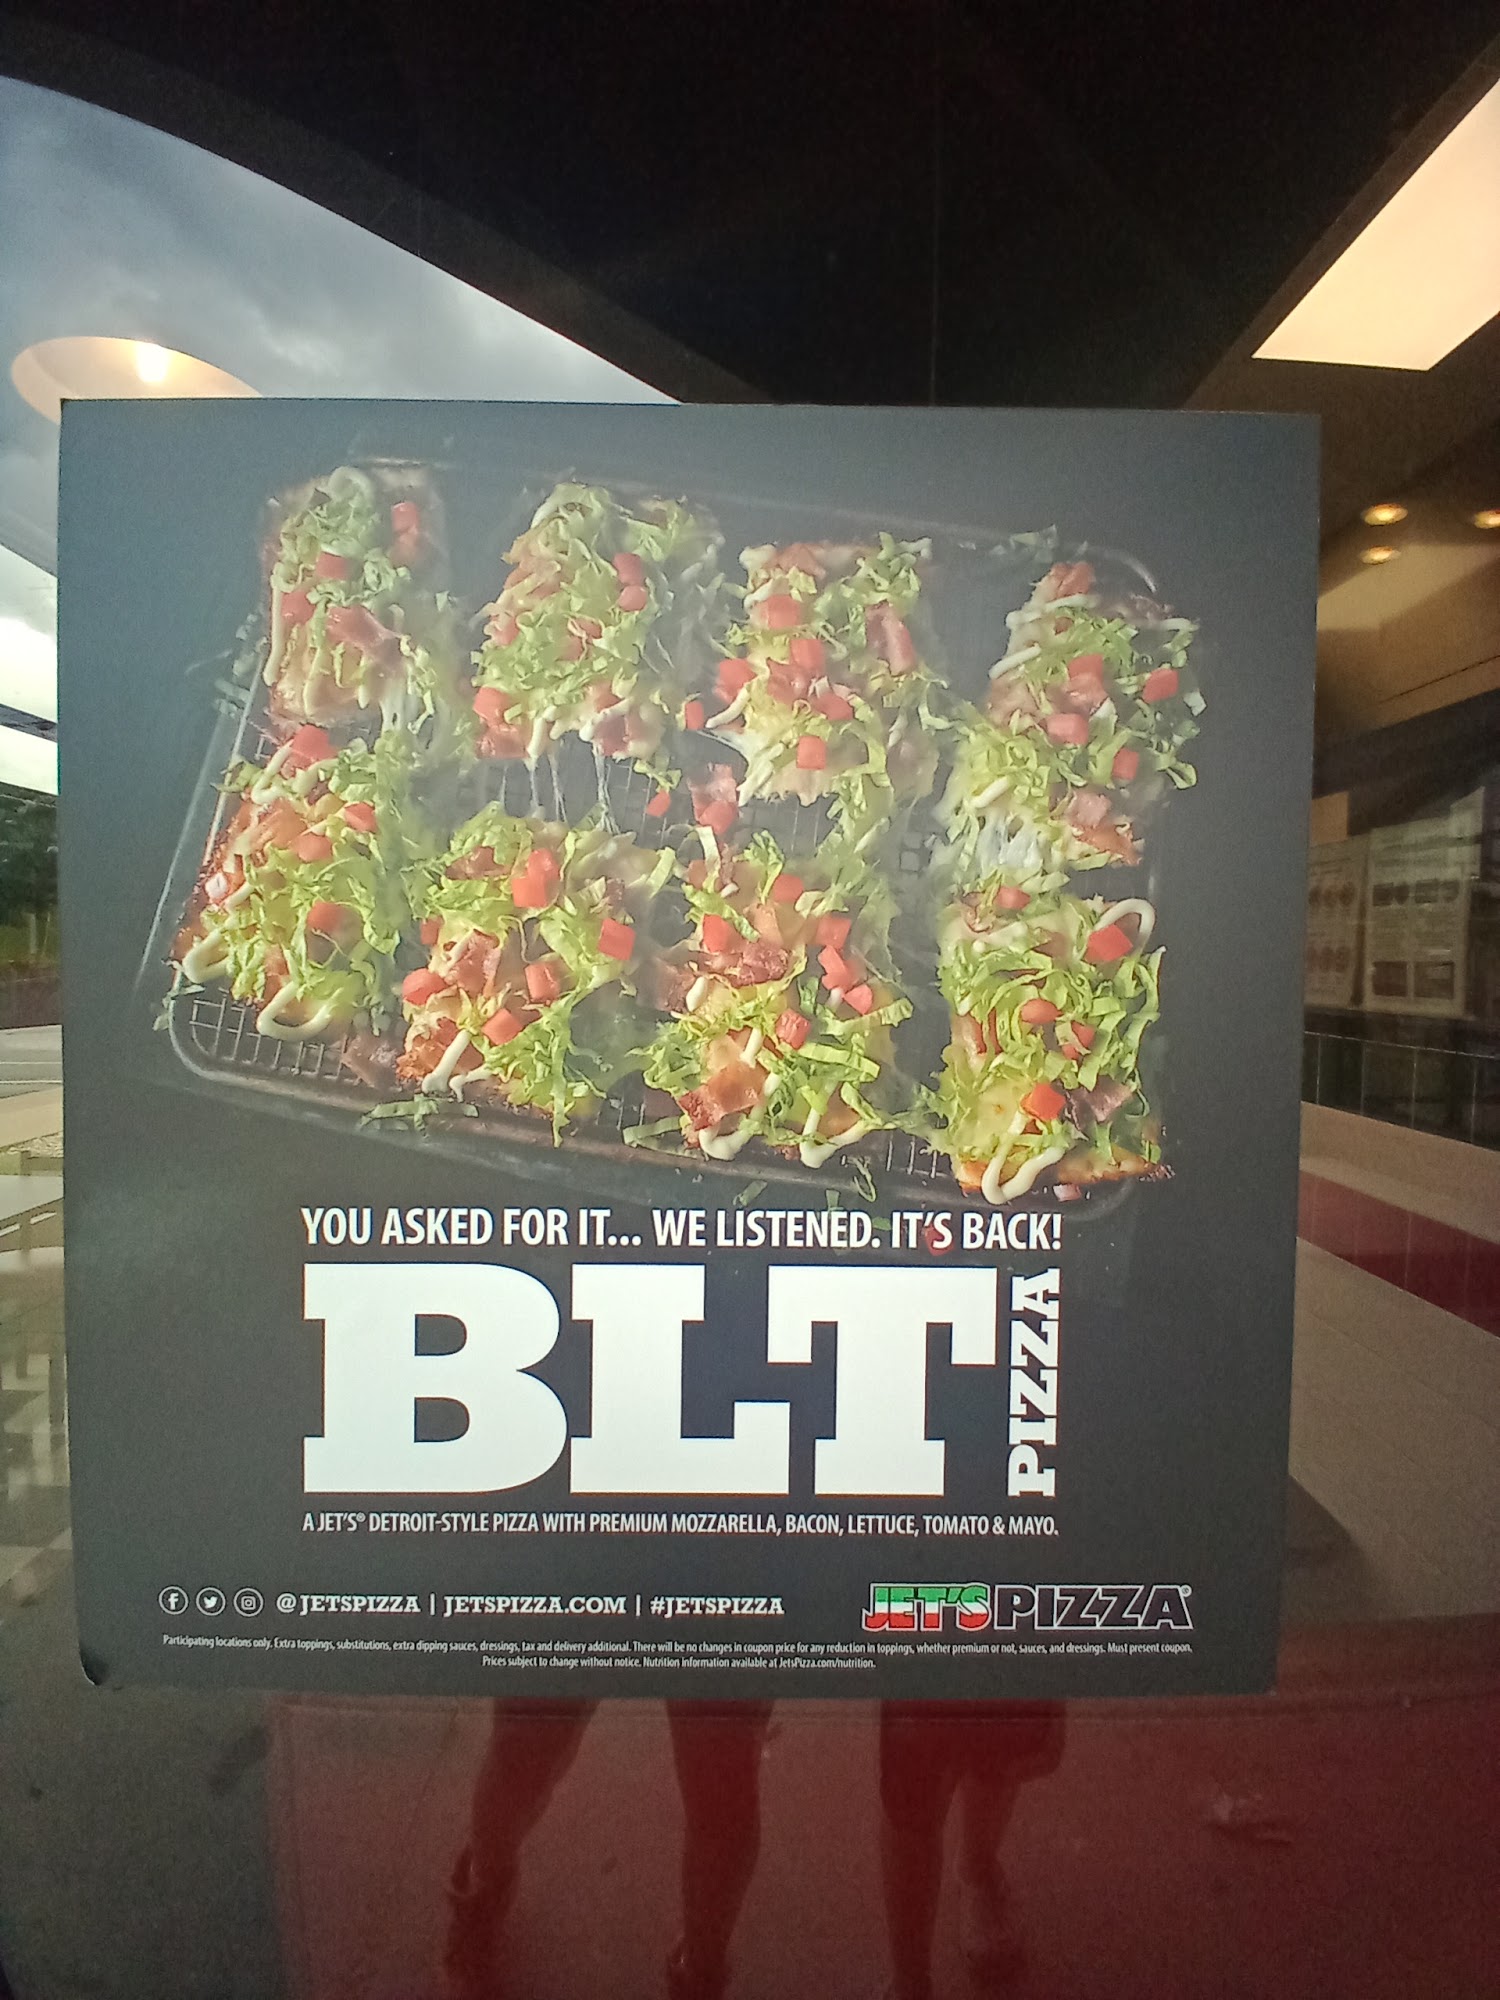 YOU ASKED FOR IT... WE LISTENED. IT'S BACK!
BLT PIZZA
A JET'S® DETROIT-STYLE PIZZA WITH PREMIUM MOZZARELLA, BACON, LETTUCE, TOMATO & MAYO.
@JETSPIZZA | JETSPIZZA.COM | #JETSPIZZA
JET'S PIZZA®
Participating locations only. Extra toppings, substitutions, extra dipping sauces, dressings, tax and delivery additional. There will be no changes in coupon price for any reduction in toppings, whether premium or not, sauces, and dressings. Must present coupon.
Prices subject to change without notice. Nutrition information available at JetsPizza.com/nutrition.